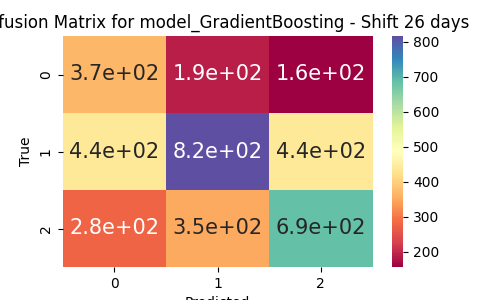 fusion Matrix for model_GradientBoosting - Shift 26 days
0 3.7e+02 1.9e+02 1.6e+02
1 4.4e+02 8.2e+02 4.4e+02
2 2.8e+02 3.5e+02 6.9e+02
True
0 1 2
Predicted
800
700
600
500
400
300
200